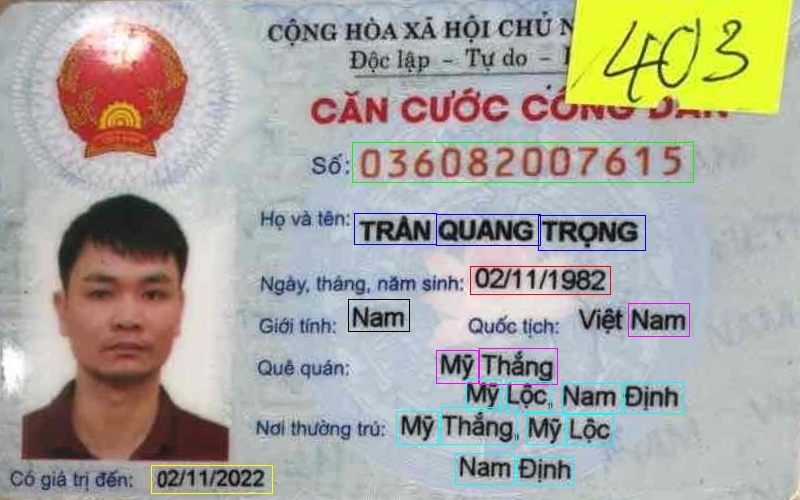 CỘNG HÒA XÃ HỘI CHỦ
403
Độc lập - Tự do -
CĂN CƯỚC CÔNG DÂN
Số: 036082007615
Họ và tên: TRẦN QUANG TRỌNG
Ngày, tháng, năm sinh: 02/11/1982
Giới tính: Nam Quốc tịch: Việt Nam
Quê quán: Mỹ Thắng
Mỹ Lộc, Nam Định
Nơi thường trú: Mỹ Thắng, Mỹ Lộc
Nam Định
Có giá trị đến: 02/11/2022